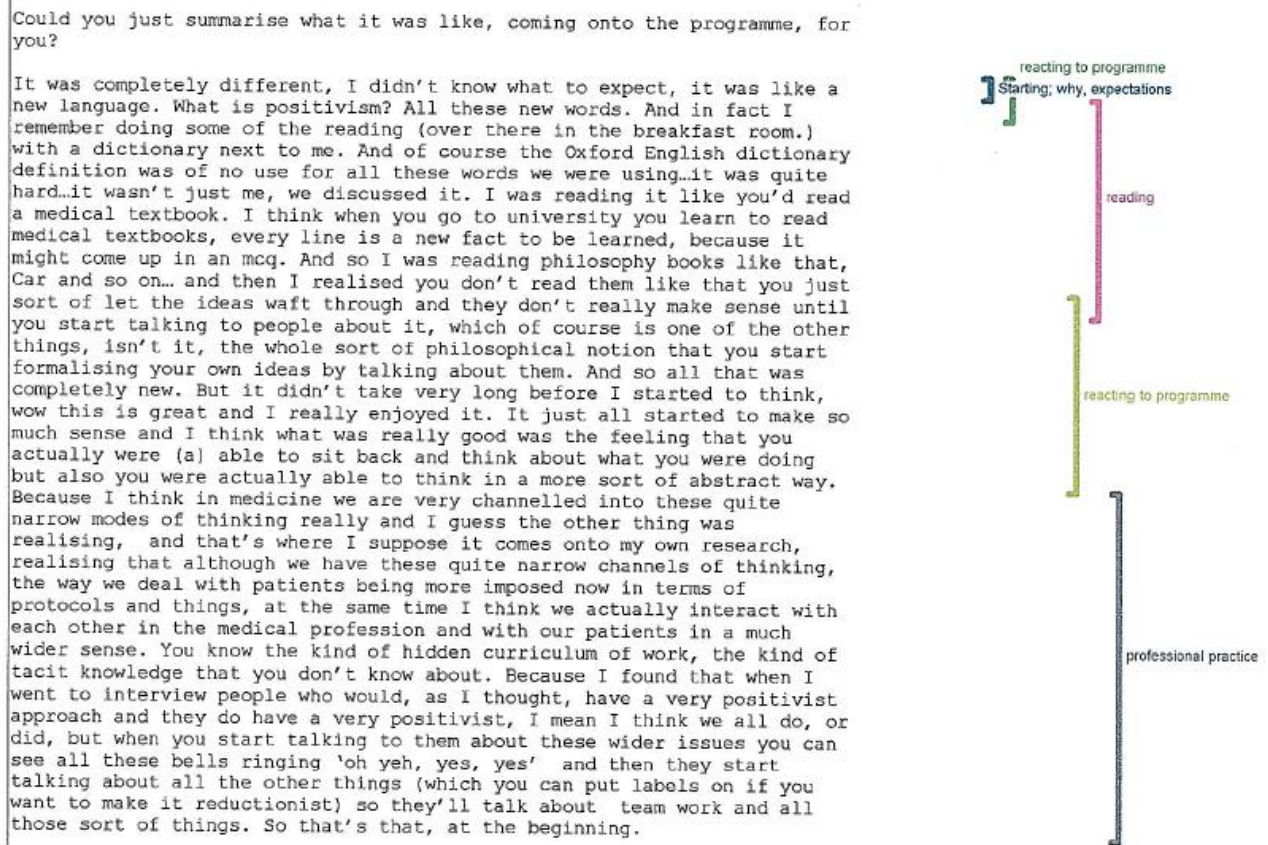 Could you just summarise what it was like, coming onto the programme, for
you?
It was completely different, I didn't know what to expect, it was like a
new language. What is positivism? All these new words. And in fact I
remember doing some of the reading (over there in the breakfast room.)
with a dictionary next to me. And of course the Oxford English dictionary
definition was of no use for all these words we were using…it was quite
hard…it wasn't just me, we discussed it. I was reading it like you'd read
a medical textbook. I think when you go to university you learn to read
medical textbooks, every line is a new fact to be learned, because it
might come up in an mcq. And so I was reading philosophy books like that,
Car and so on… and then I realised you don't read them like that you just
sort of let the ideas waft through and they don't really make sense until
you start talking to people about it, which of course is one of the other
things, isn't it, the whole sort of philosophical notion that you start
formalising your own ideas by talking about them. And so all that was
completely new. But it didn't take very long before I started to think,
wow this is great and I really enjoyed it. It just all started to make so
much sense and I think what was really good was the feeling that you
actually were (a) able to sit back and think about what you were doing
but also you were actually able to think in a more sort of abstract way.
Because I think in medicine we are very channelled into these quite
narrow modes of thinking really and I guess the other thing was
realising, and that's where I suppose it comes onto my own research,
realising that although we have these quite narrow channels of thinking,
the way we deal with patients being more imposed now in terms of
protocols and things, at the same time I think we actually interact with
each other in the medical profession and with our patients in a much
wider sense. You know the kind of hidden curriculum of work, the kind of
tacit knowledge that you don't know about. Because I found that when I
went to interview people who would, as I thought, have a very positivist
approach and they do have a very positivist, I mean I think we all do, or
did, but when you start talking to them about these wider issues you can
see all these bells ringing 'oh yeh, yes, yes' and then they start
talking about all the other things (which you can put labels on if you
want to make it reductionist) so they'll talk about team work and all
those sort of things. So that's that, at the beginning.
reacting to programme
Starting; why, expectations
reading
reacting to programme
professional practice